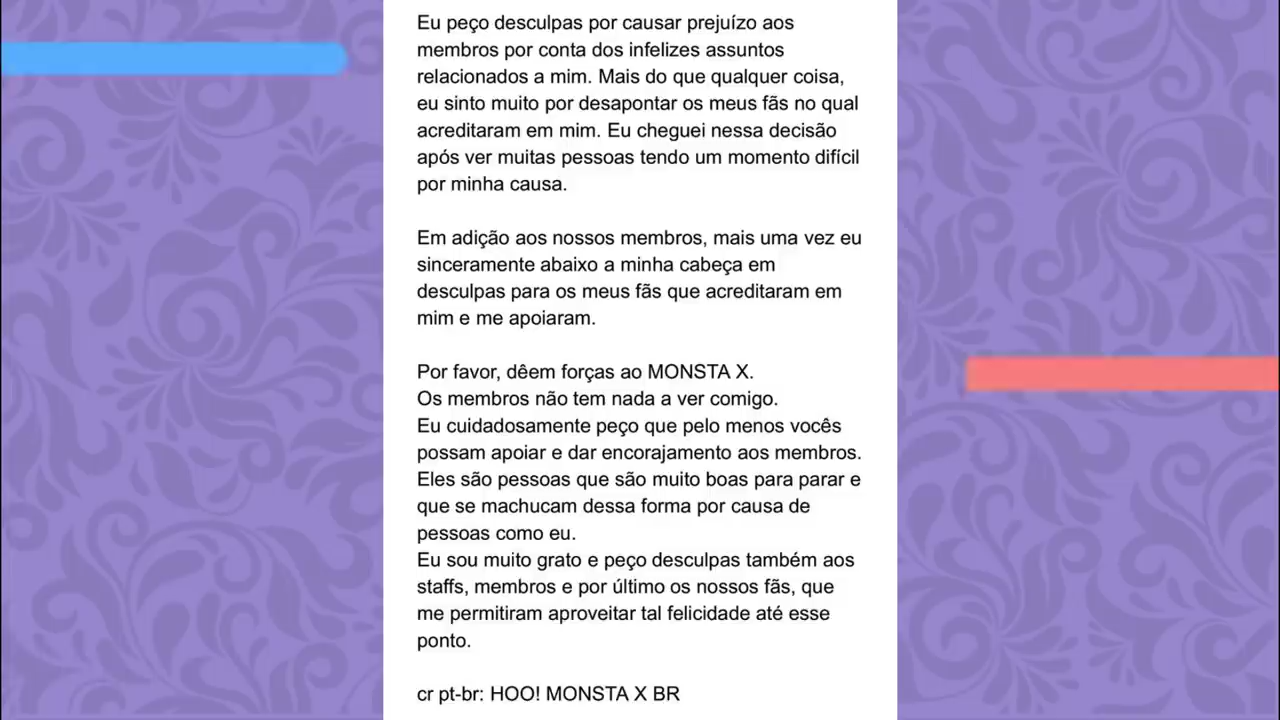 Eu peço desculpas por causar prejuízo aos
membros por conta dos infelizes assuntos
relacionados a mim. Mais do que qualquer coisa,
eu sinto muito por desapontar os meus fãs no qual
acreditaram em mim. Eu cheguei nessa decisão
após ver muitas pessoas tendo um momento difícil
por minha causa.
Em adição aos nossos membros, mais uma vez eu
sinceramente abaixo a minha cabeça em
desculpas para os meus fãs que acreditaram em
mim e me apoiaram.
Por favor, dêem forças ao MONSTA X.
Os membros não tem nada a ver comigo.
Eu cuidadosamente peço que pelo menos vocês
possam apoiar e dar encorajamento aos membros.
Eles são pessoas que são muito boas para parar e
que se machucam dessa forma por causa de
pessoas como eu.
Eu sou muito grato e peço desculpas também aos
staffs, membros e por último os nossos fãs, que
me permitiram aproveitar tal felicidade até esse
ponto.
cr pt-br: HOO! MONSTA X BR